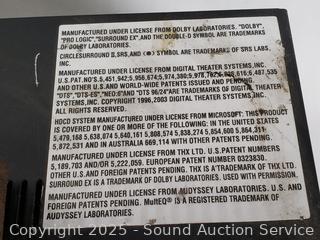 MANUFACTURED UNDER LICENSE FROM DOLBY LABORATORIES. "DOLBY",
"PRO LOGIC","SURROUND EX" AND THE DOUBLE-D SYMBOL ARE TRADEMARKS
OF DOLBY LABORATORIES.
CIRCLESURROUND II,SRS,AND (●) SYMBOL ARE TRADEMARKS OF SRS LABS,
INC.
MANUFACTURED UNDER LICENSE FROM DIGITAL THEATER SYSTEMS,INC.
U.S.PAT.NO'S.5,451,942;5,956,674;5,974,380;5,978,762;6,487,535
AND OTHER U.S. AND WORLD-WIDE PATENTS ISSUED AND PENDING.
"DTS", "DTS-ES", "NEO:6"AND "DTS 96/24"ARE TRADEMARKS OF DIGITAL THEATER
SYSTEMS, INC. COPYRIGHT 1996, 2003 DIGITAL THEATER SYSTEMS, INC.
ALL RIGHTS RESERVED.
HDCD SYSTEM MANUFACTURED UNDER LICENSE FROM MICROSOFT; THIS PRODUCT
IS COVERED BY ONE OR MORE OF THE FOLLOWING: IN THE U.S.
5,479,168 5,638,074 5,640,161 5,808,574 5,838,274 5,854,600 5,864,311
5,872,531 AND IN AUSTRALIA 669,114 WITH OTHER PATENTS PENDING.
MANUFACTURED UNDER LICENSE FROM THX LTD. U.S.PATENT NUMBERS
5,189,703 AND/OR 5,222,059. EUROPEAN PATENT NUMBER 0323830.
OTHER U.S. AND FOREIGN PATENTS PENDING. THX IS A TRADEMARK OF THX LTD.
SURROUND EX IS A TRADEMARK OF DOLBY LABORATORIES. USED WITH PERMISSION.
MANUFACTURED UNDER LICENSE FROM AUDYSSEY LABORATORIES. U.S. AND
FOREIGN PATENTS PENDING. MultEQ IS A REGISTERED TRADEMARK OF
AUDYSSEY LABORATORIES.
Copyright 2025 - Sound Auction Service